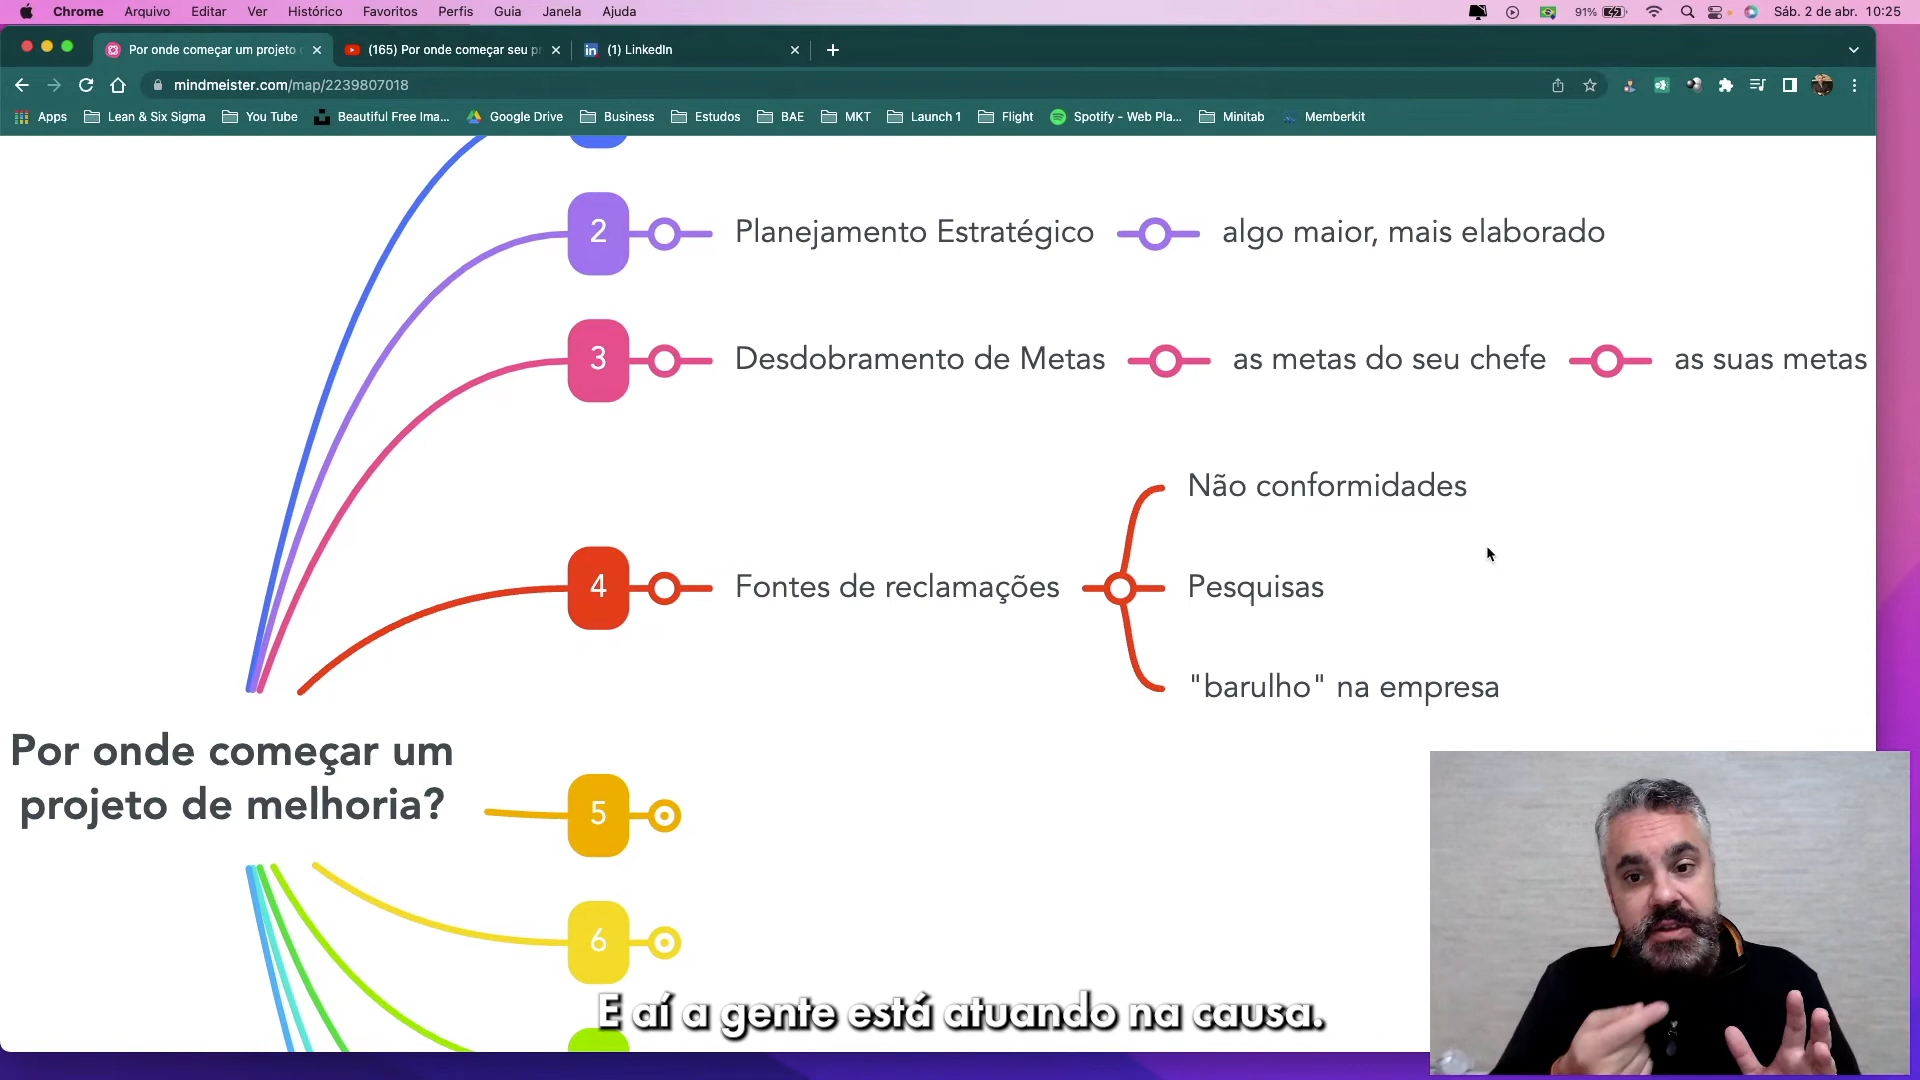 Chrome Arquivo Editar Ver Histórico Favoritos Perfis Guia Janela Ajuda 91% Sáb. 2 de abr. 10:25
Por onde começar um projeto (165) Por onde começar seu pr in (1) LinkedIn
mindmeister.com/map/2239807018
Apps Lean & Six Sigma You Tube Beautiful Free Ima... Google Drive Business Estudos BAE MKT Launch 1 Flight Spotify - Web Pla... Minitab Memberkit
2 Planejamento Estratégico algo maior, mais elaborado
3 Desdobramento de Metas as metas do seu chefe as suas metas
Não conformidades
4 Fontes de reclamações Pesquisas
"barulho" na empresa
Por onde começar um
projeto de melhoria?
5
6
E aí a gente está atuando na causa.